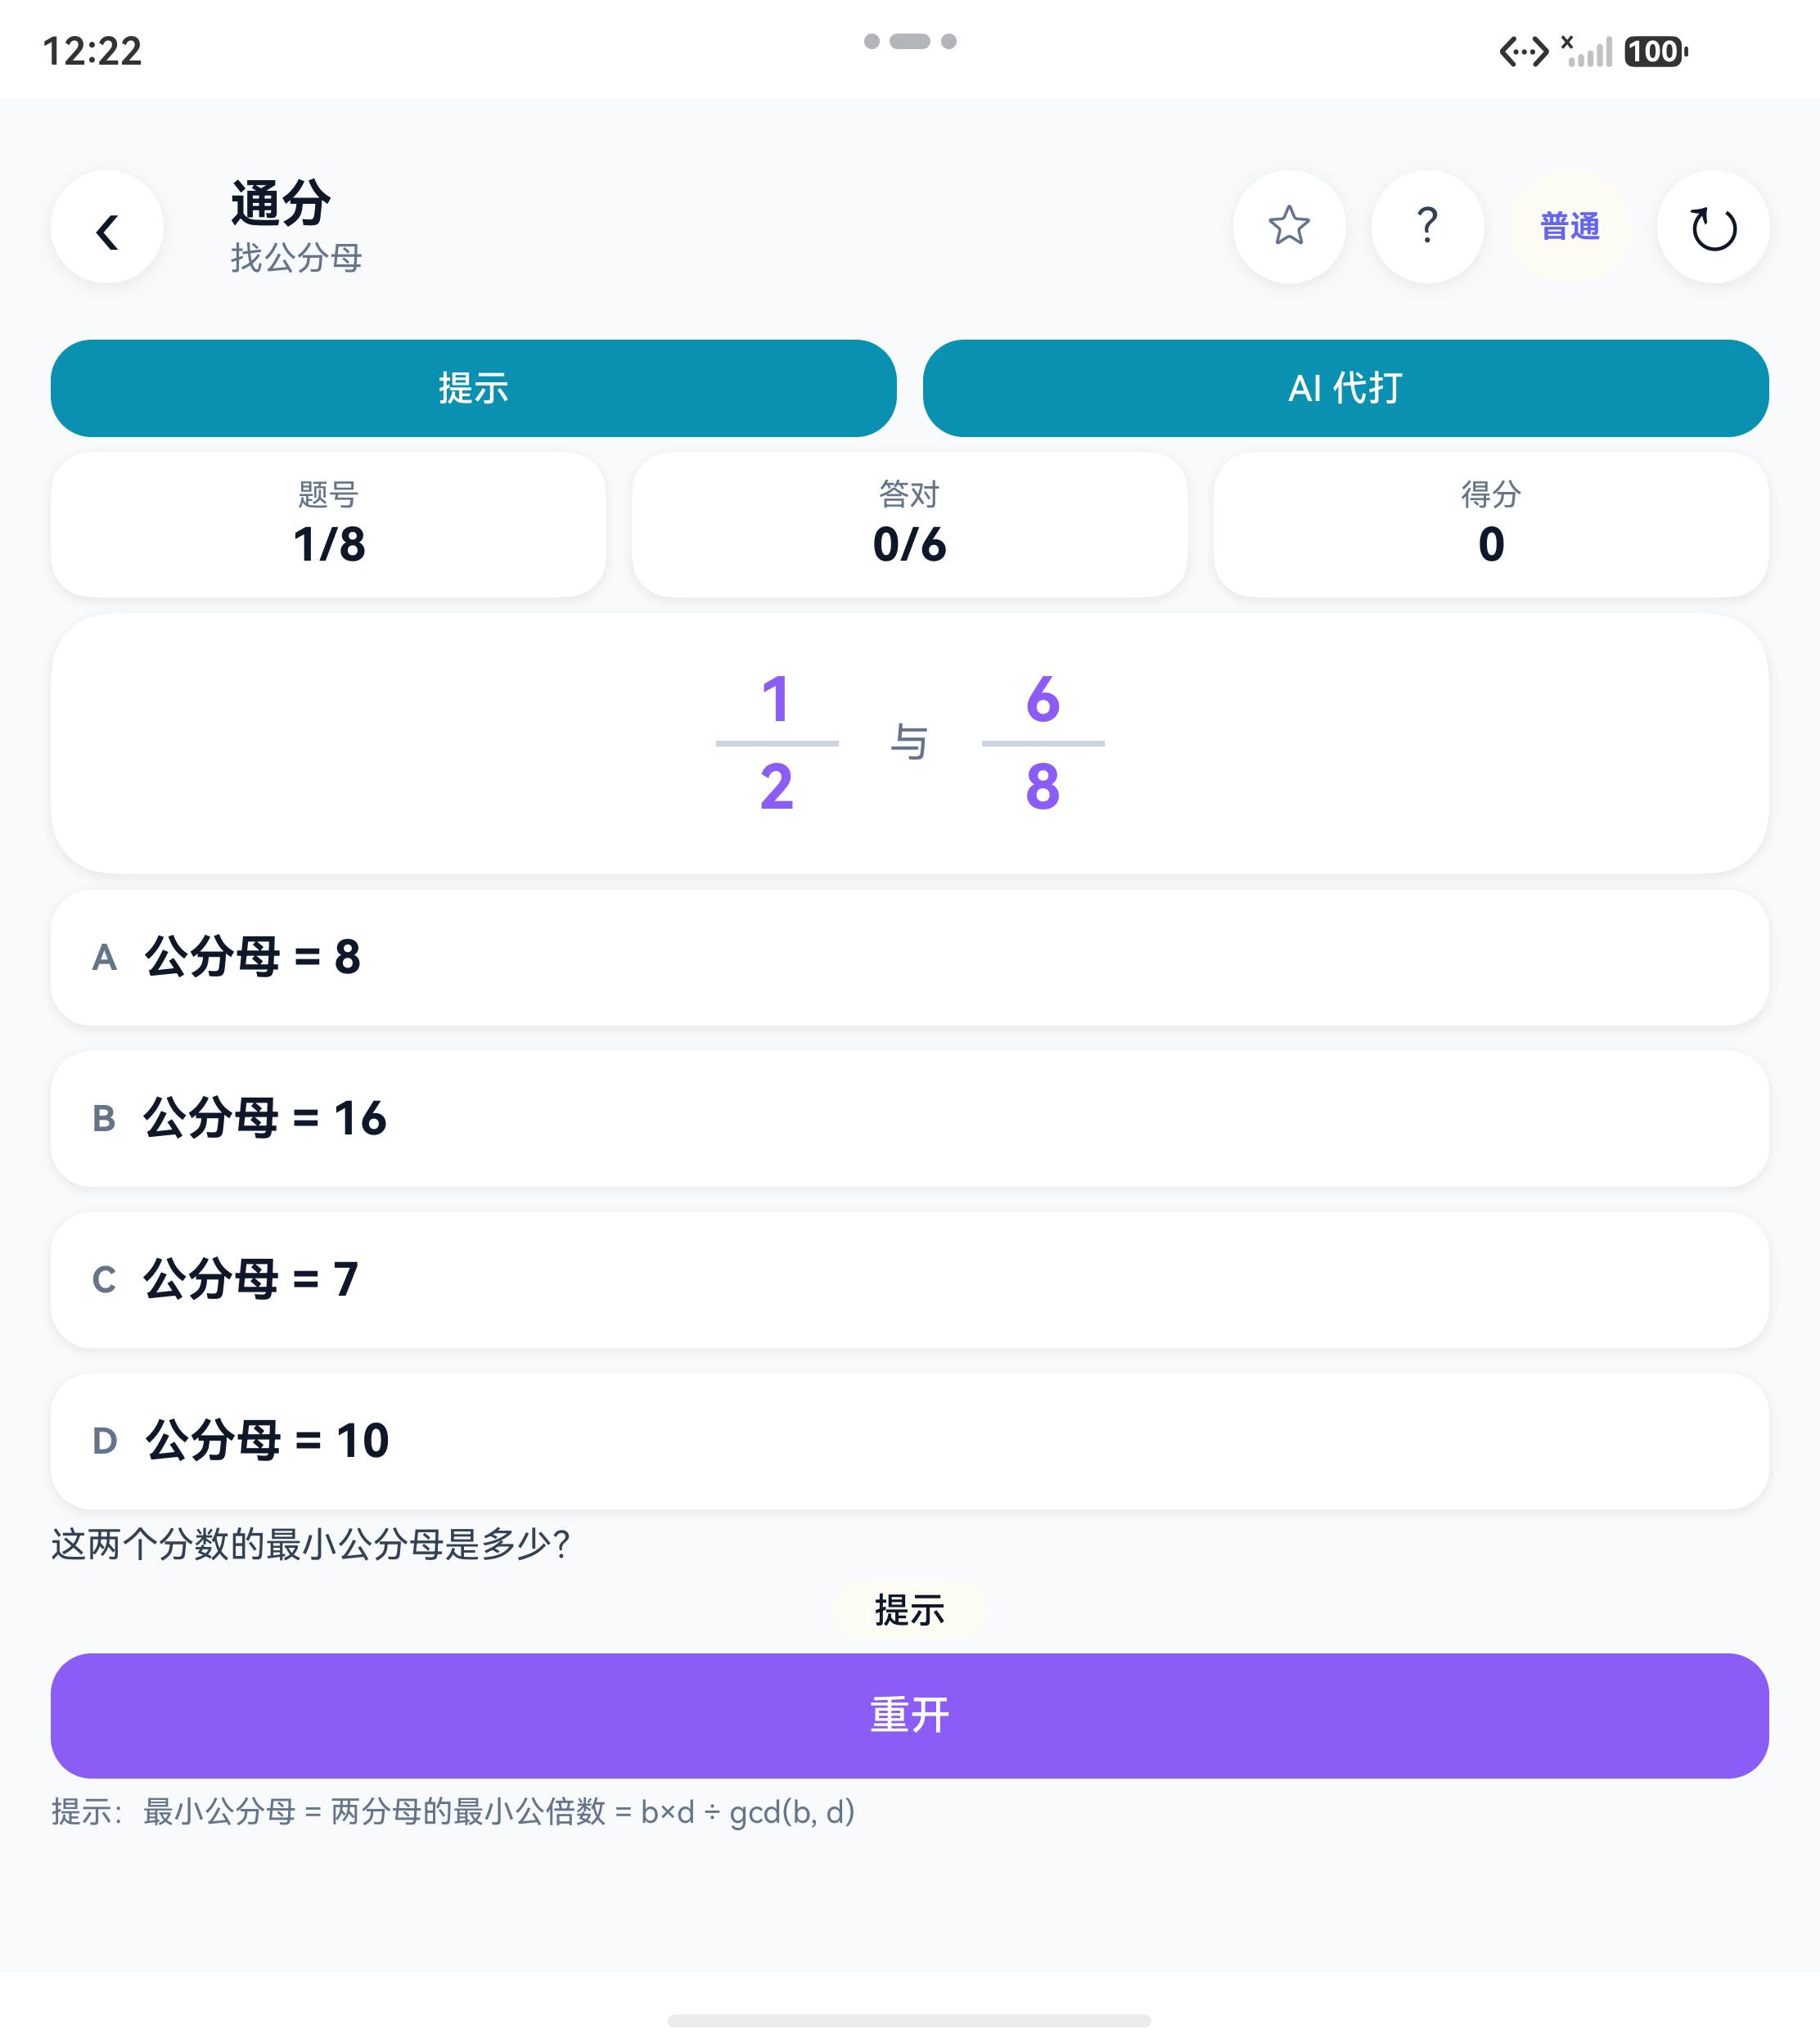 12:22
100
通分
找公分母
?
普通
提示
AI 代打
题号
1/8
答对
0/6
得分
0
1
2
与
6
8
A 公分母 = 8
B 公分母 = 16
C 公分母 = 7
D 公分母 = 10
这两个分数的最小公分母是多少?
提示
重开
提示: 最小公分母 = 两分母的最小公倍数 = b×d ÷ gcd(b, d)